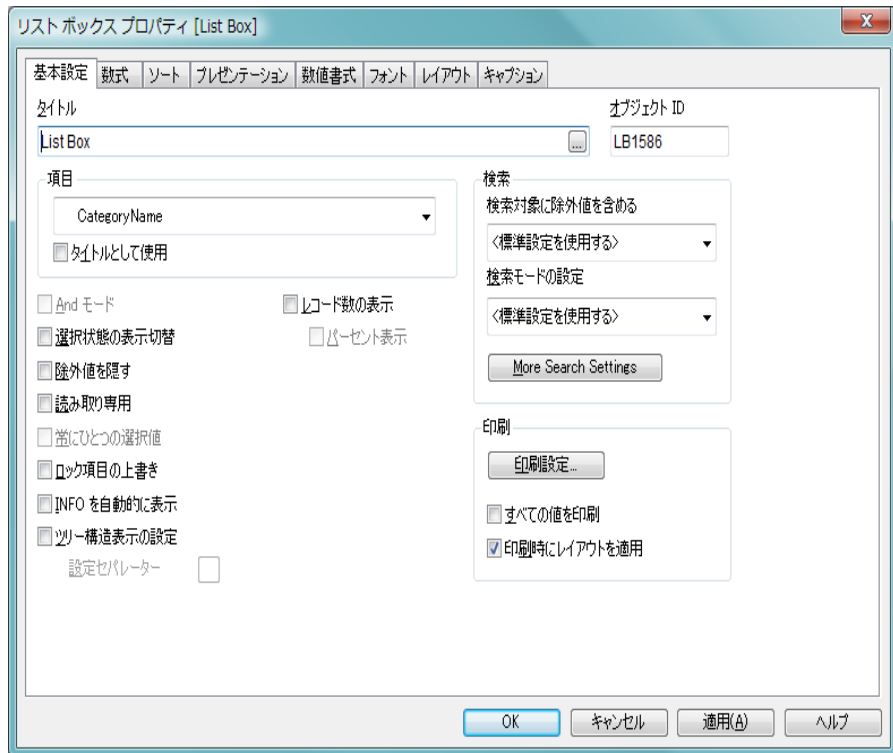 リスト ボックス プロパティ [List Box]
基本設定 数式 ソート プレゼンテーション 数値書式 フォント レイアウト キャプション
タイトル
オブジェクト ID
List Box
...
LB1586
項目
CategoryName
タイトルとして使用
And モード
レコード数の表示
選択状態の表示切替
パーセント表示
除外値を隠す
読み取り専用
常にひとつの選択値
ロック項目の上書き
INFO を自動的に表示
ツリー構造表示の設定
設定セパレーター
検索
検索対象に除外値を含める
<標準設定を使用する>
検索モードの設定
<標準設定を使用する>
More Search Settings
印刷
印刷設定...
すべての値を印刷
印刷時にレイアウトを適用
OK キャンセル 適用(A) ヘルプ